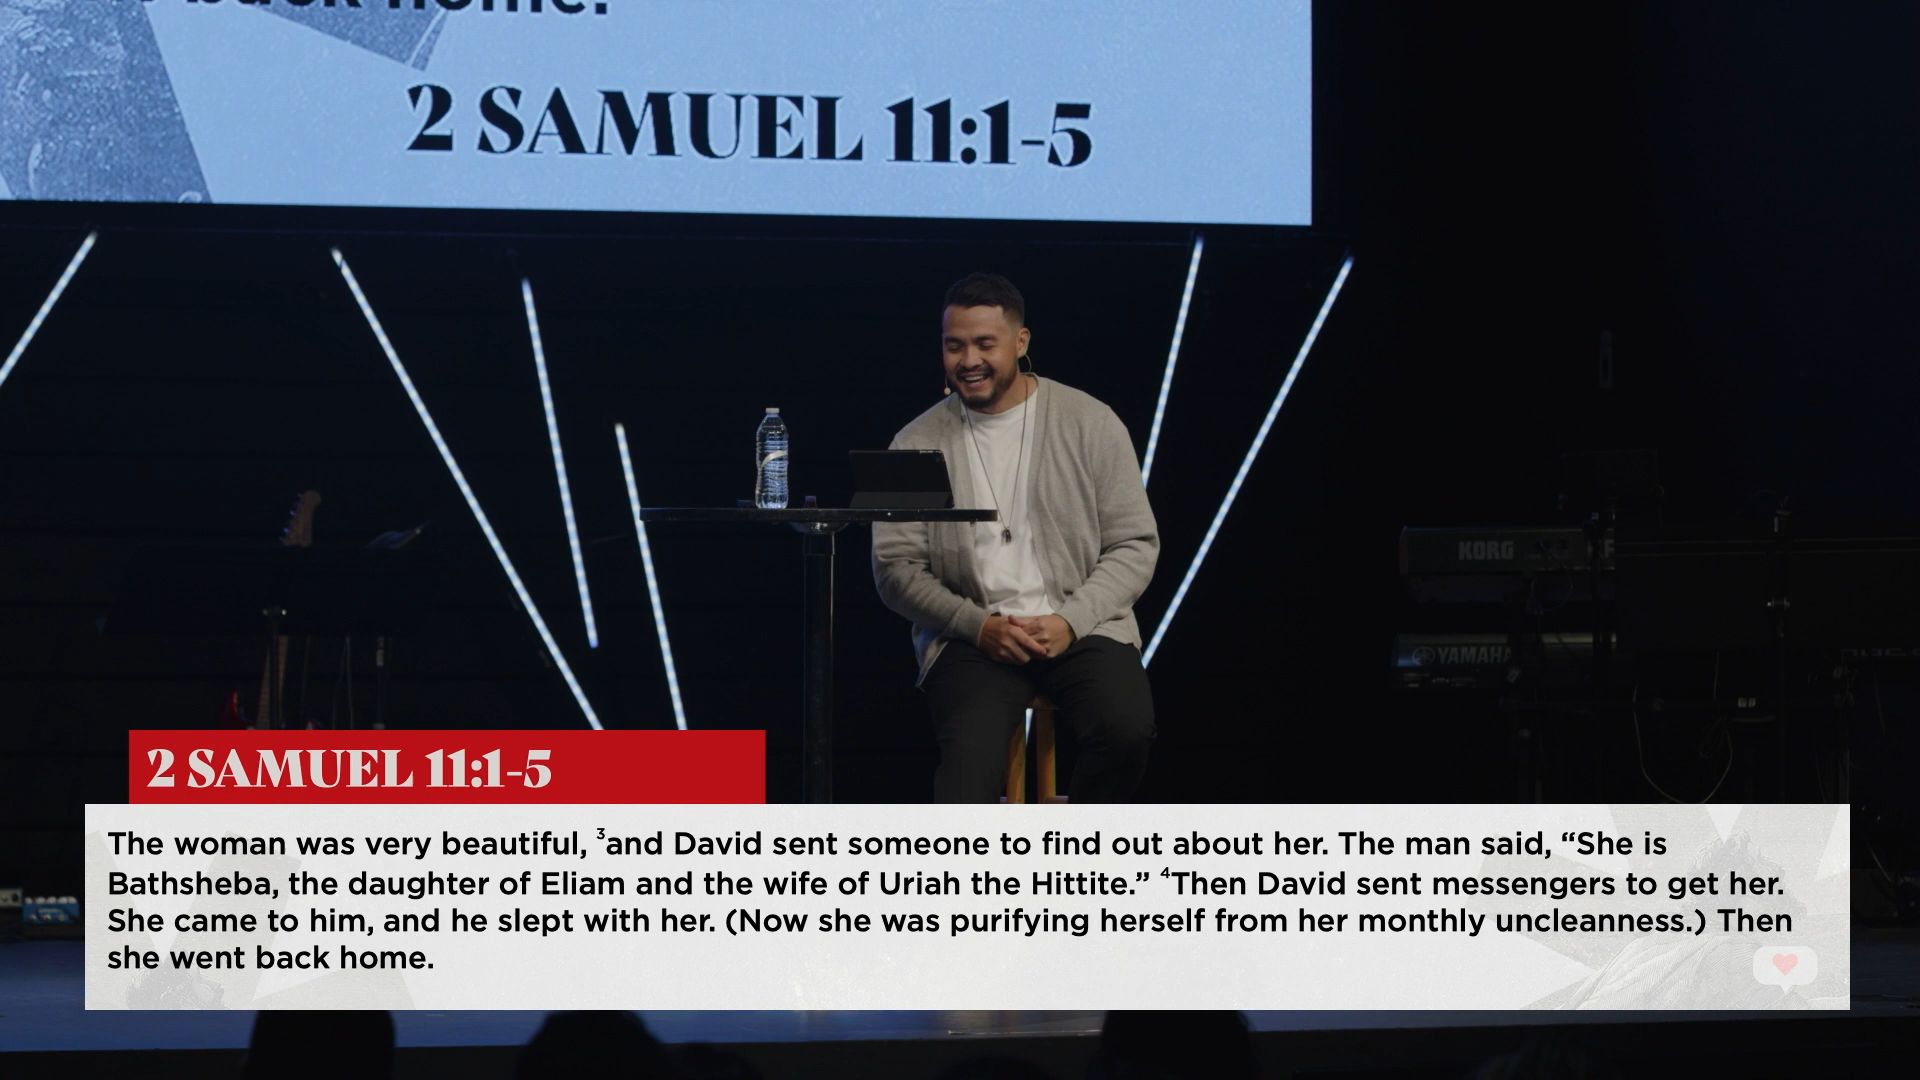 back home.
2 SAMUEL 11:1-5
KORG
YAMAHA
2 SAMUEL 11:1-5
The woman was very beautiful, ³and David sent someone to find out about her. The man said, “She is
Bathsheba, the daughter of Eliam and the wife of Uriah the Hittite.” ⁴Then David sent messengers to get her.
She came to him, and he slept with her. (Now she was purifying herself from her monthly uncleanness.) Then
she went back home.